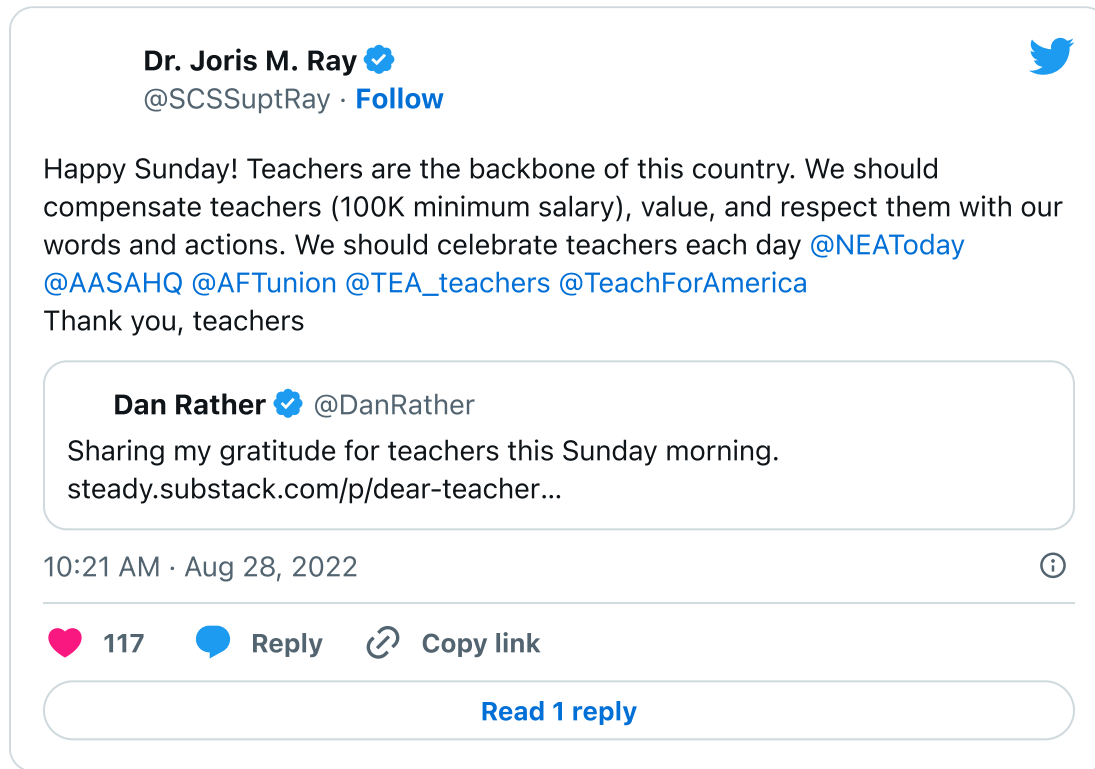 Dr. Joris M. Ray
@SCSSuptRay · Follow
Happy Sunday! Teachers are the backbone of this country. We should
compensate teachers (100K minimum salary), value, and respect them with our
words and actions. We should celebrate teachers each day @NEAToday
@AASAHQ @AFTunion @TEA_teachers @TeachForAmerica
Thank you, teachers
Dan Rather @DanRather
Sharing my gratitude for teachers this Sunday morning.
steady.substack.com/p/dear-teacher…
10:21 AM · Aug 28, 2022
117 Reply Copy link
Read 1 reply